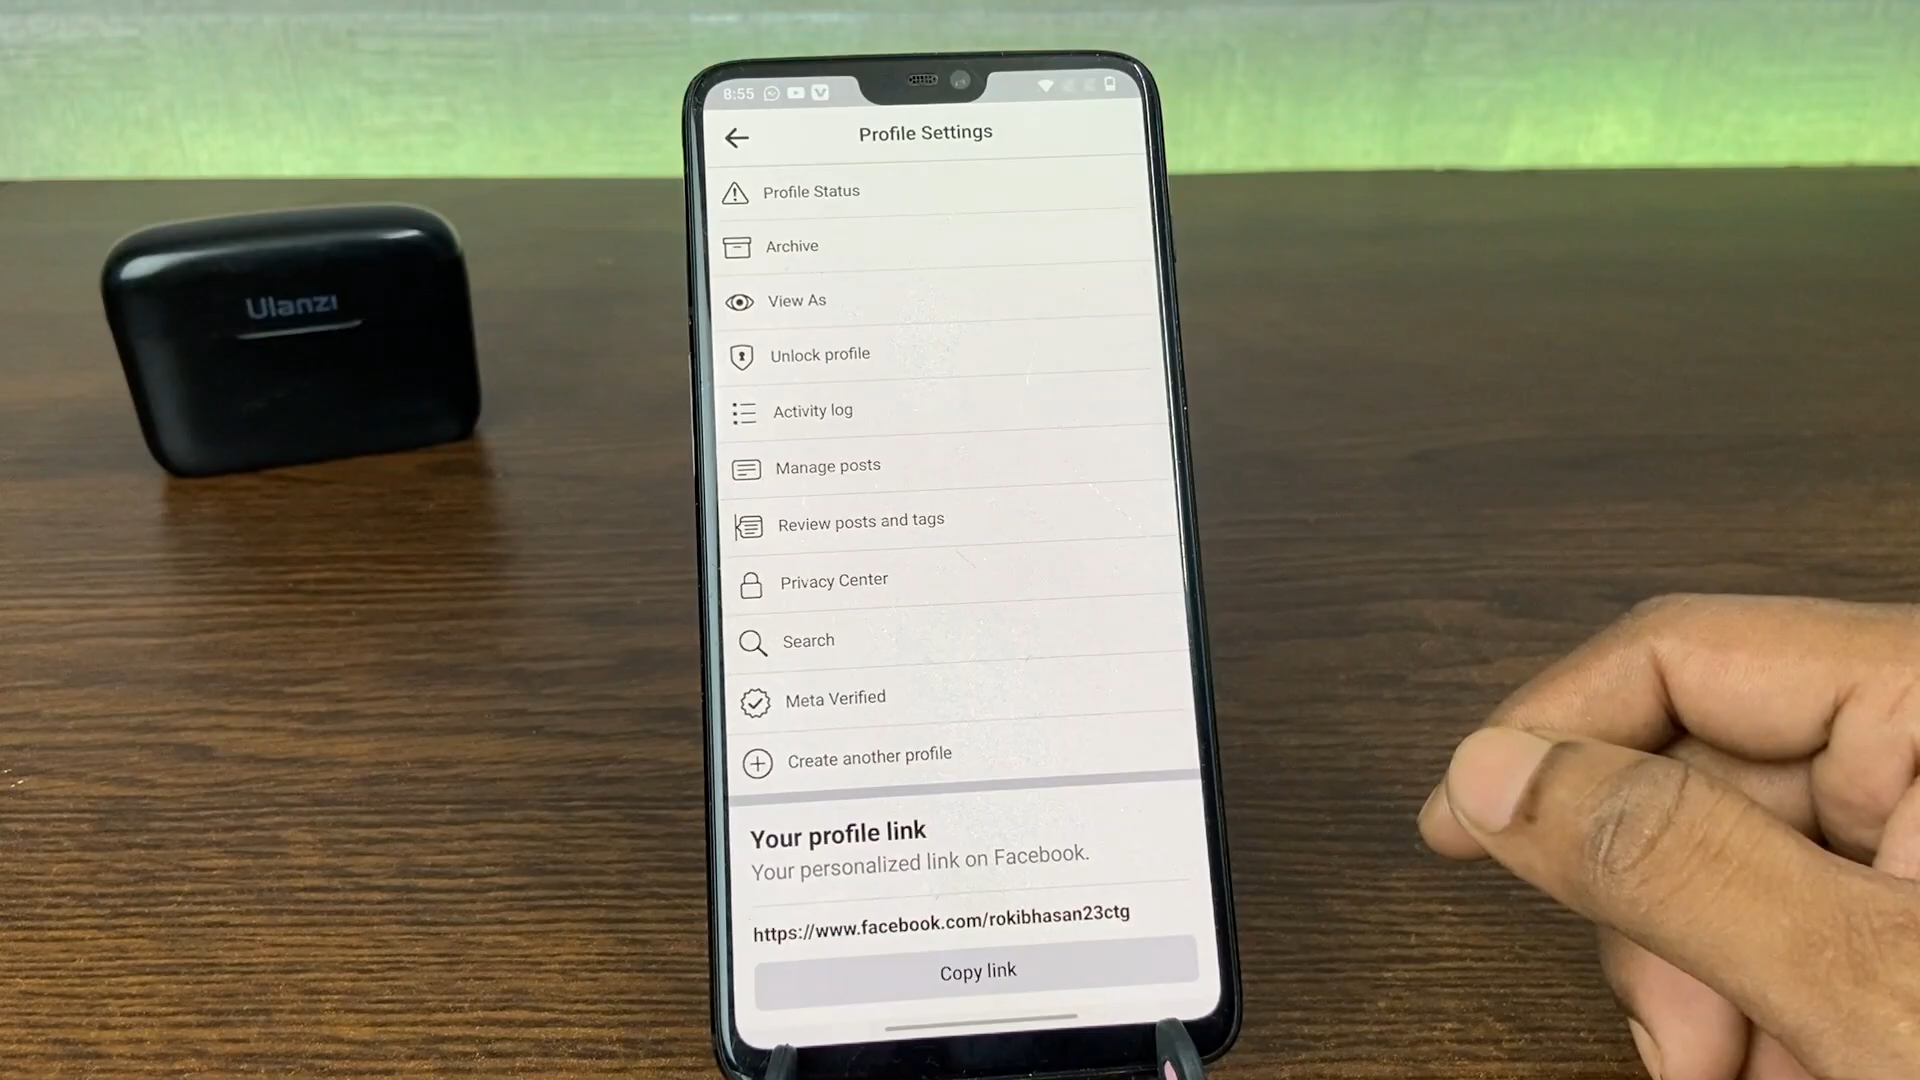 8:55
Profile Settings
Profile Status
Archive
View As
Unlock profile
Activity log
Manage posts
Review posts and tags
Privacy Center
Search
Meta Verified
Create another profile
Your profile link
Your personalized link on Facebook.
https://www.facebook.com/rokibhasan23ctg
Copy link
Ulanzi